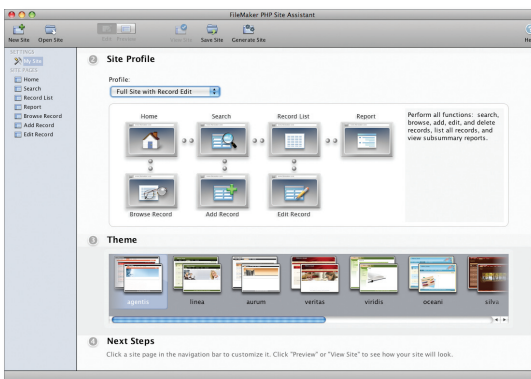 FileMaker PHP Site Assistant
New Site Open Site Edit Preview View Site Save Site Generate Site
SETTINGS
My Site
SITE PAGES
Home
Search
Record List
Report
Browse Record
Add Record
Edit Record
2 Site Profile
Profile:
Full Site with Record Edit
Home Search Record List Report
Browse Record Add Record Edit Record
Perform all functions: search,
browse, add, edit, and delete
records, list all records, and
view subsummary reports.
3 Theme
agentis linea aurum veritas viridis oceani silva
4 Next Steps
Click a site page in the navigation bar to customize it. Click "Preview" or "View Site" to see how your site will look.